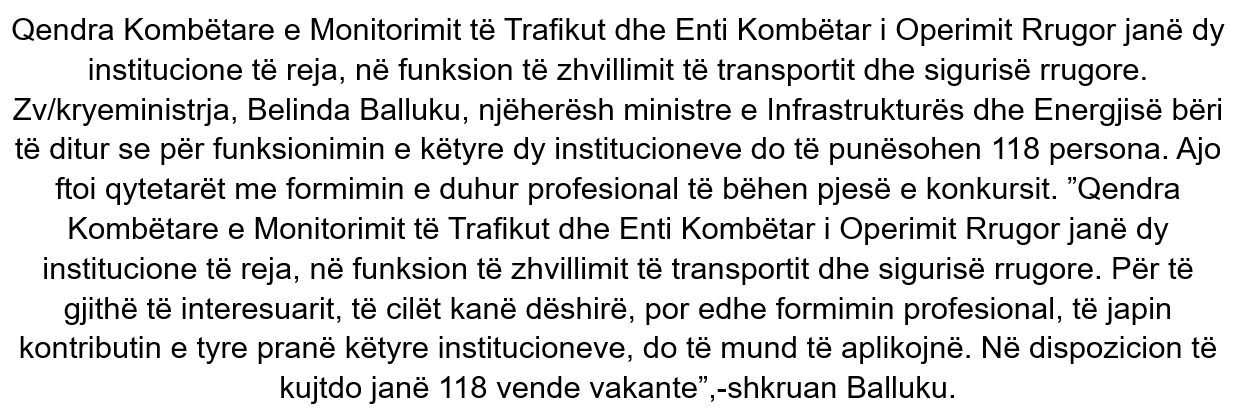 Qendra Kombëtare e Monitorimit të Trafikut dhe Enti Kombëtar i Operimit Rrugor janë dy
institucione të reja, në funksion të zhvillimit të transportit dhe sigurisë rrugore.
Zv/kryeministrja, Belinda Balluku, njëherësh ministre e Infrastrukturës dhe Energjisë bëri
të ditur se për funksionimin e këtyre dy institucioneve do të punësohen 118 persona. Ajo
ftoi qytetarët me formimin e duhur profesional të bëhen pjesë e konkursit. ”Qendra
Kombëtare e Monitorimit të Trafikut dhe Enti Kombëtar i Operimit Rrugor janë dy
institucione të reja, në funksion të zhvillimit të transportit dhe sigurisë rrugore. Për të
gjithë të interesuarit, të cilët kanë dëshirë, por edhe formimin profesional, të japin
kontributin e tyre pranë këtyre institucioneve, do të mund të aplikojnë. Në dispozicion të
kujtdo janë 118 vende vakante”,-shkruan Balluku.